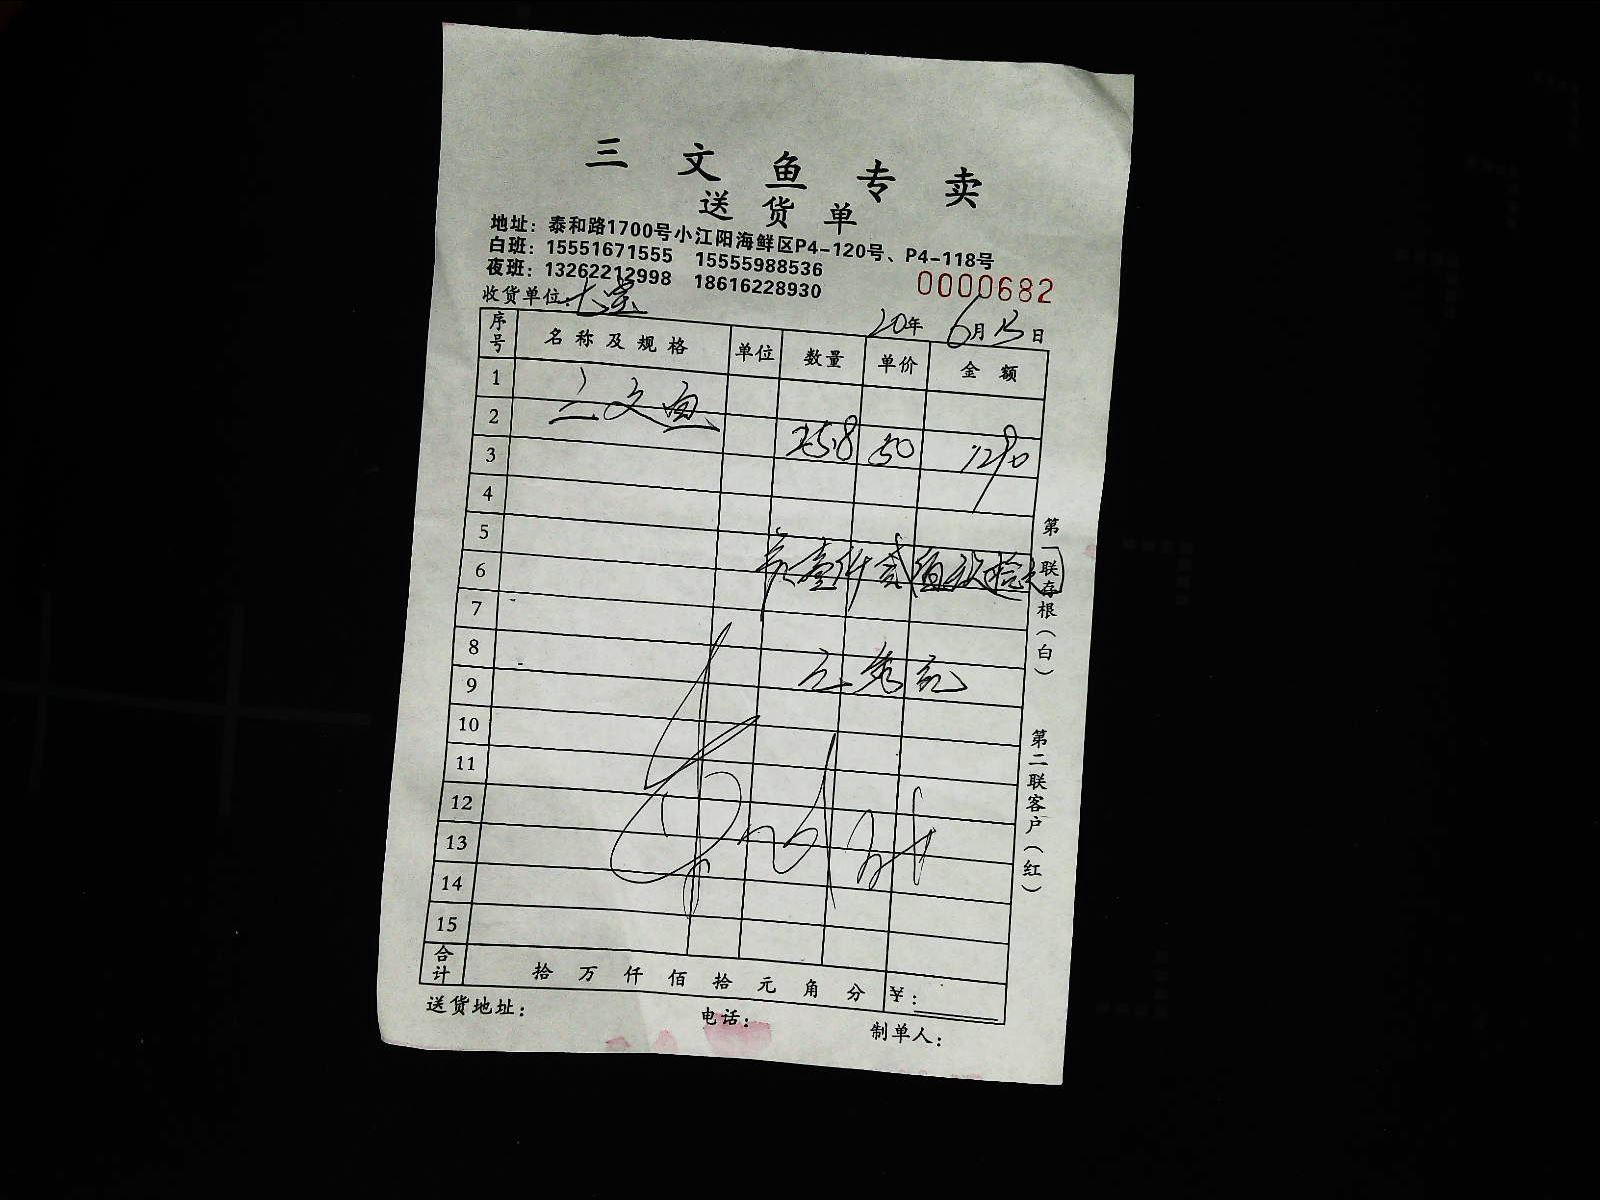 三文鱼专卖
送货单
地址：泰和路1700号小江阳海鲜区P4-120号、P4-118号
白班：15551671555 15555988536
夜班：13262212998 18616228930
0000682
收货单位：
20年6月13日
序号 名称及规格 单位 数量 单价 金额
1
三文鱼
2
25.8 50 1290
3
4
5
6
7
8
9
10
11
12
13
14
15
合计 拾万仟佰拾元角分 ¥：
送货地址： 电话： 制单人：
第一联存根（白）
第二联客户（红）